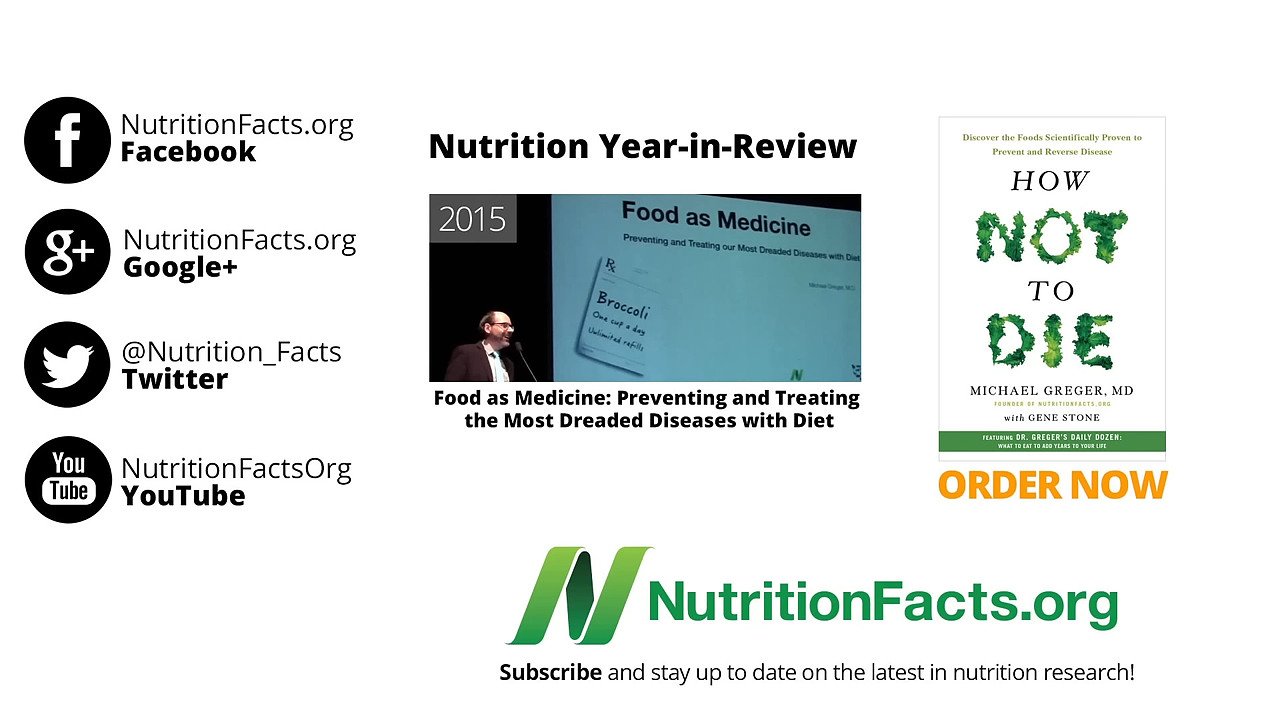 NutritionFacts.org
Facebook
g+
NutritionFacts.org
Google+
@Nutrition_Facts
Twitter
You
Tube
NutritionFactsOrg
YouTube
Nutrition Year-in-Review
2015
Food as Medicine
Preventing and Treating our Most Dreaded Diseases with Diet
Michael Greger, M.D.
Rx
Broccoli
One cup a day
Unlimited refills
Food as Medicine: Preventing and Treating
the Most Dreaded Diseases with Diet
Discover the Foods Scientifically Proven to
Prevent and Reverse Disease
HOW
NOT
TO
DIE
MICHAEL GREGER, MD
FOUNDER OF NUTRITIONFACTS.ORG
with GENE STONE
FEATURING DR. GREGER'S DAILY DOZEN:
WHAT TO EAT TO ADD YEARS TO YOUR LIFE
ORDER NOW
NutritionFacts.org
Subscribe and stay up to date on the latest in nutrition research!